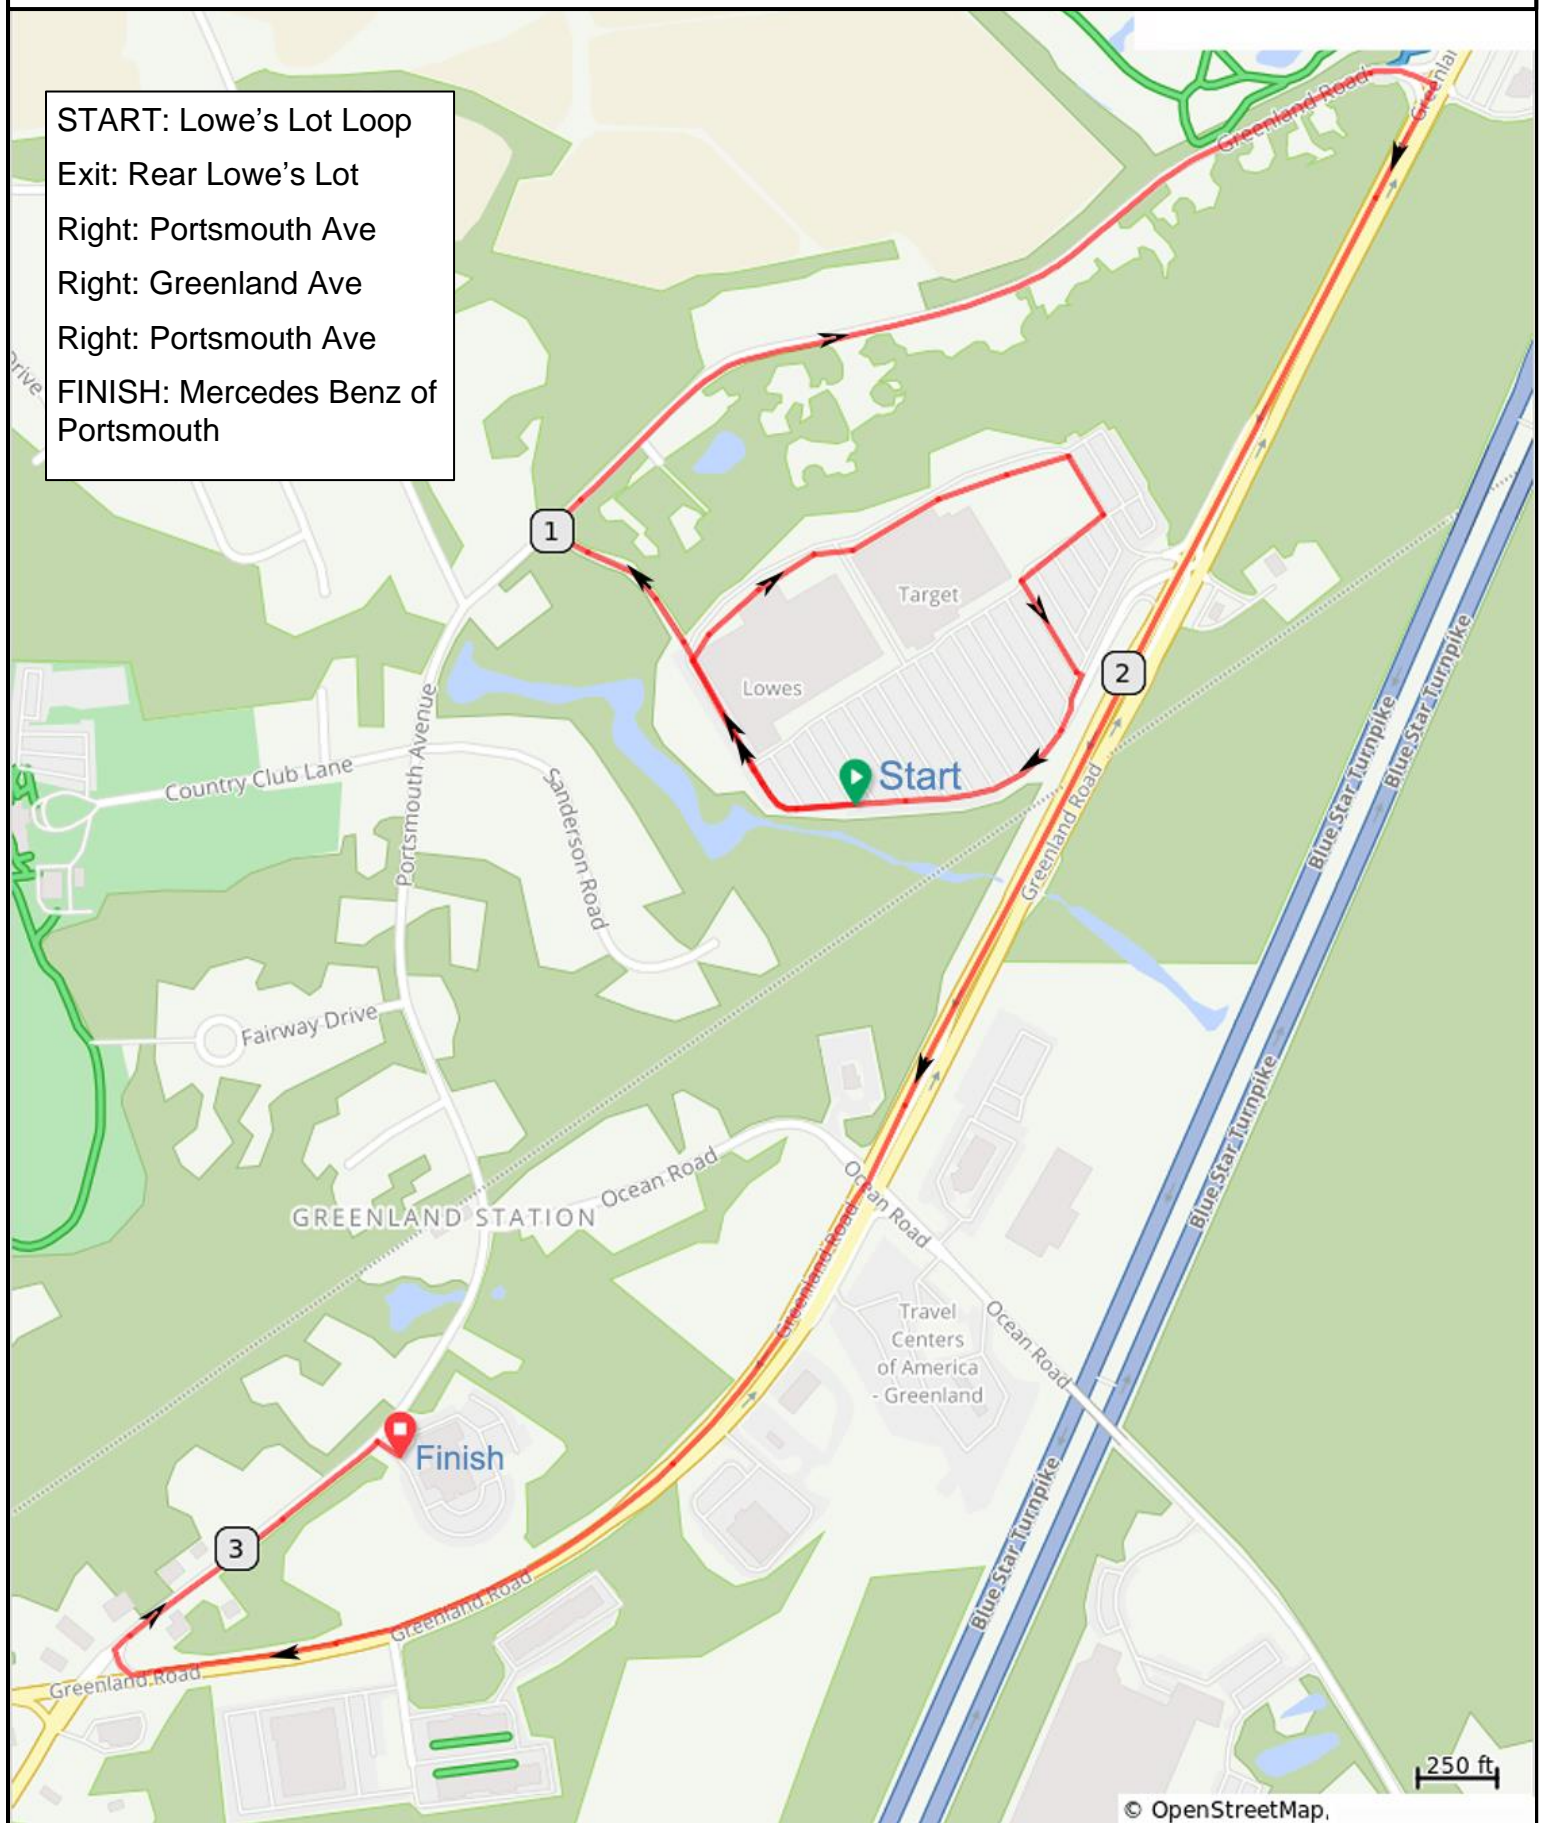 START: Lowe's Lot Loop
Exit: Rear Lowe's Lot
Right: Portsmouth Ave
Right: Greenland Ave
Right: Portsmouth Ave
FINISH: Mercedes Benz of
Portsmouth
Greenland Road
Greenlan
Drive
1
Target
Lowes
Start
2
Portsmouth Avenue
Country Club Lane
Sanderson Road
Greenland Road
Blue Star Turnpike
Blue Star Turnpike
Fairway Drive
Ocean Road
GREENLAND STATION
Ocean Road
Greenland Road
Blue Star Turnpike
Travel
Centers
of America
- Greenland
Ocean Road
Finish
3
Blue Star Turnpike
Greenland Road
Greenland Road
250 ft
© OpenStreetMap,